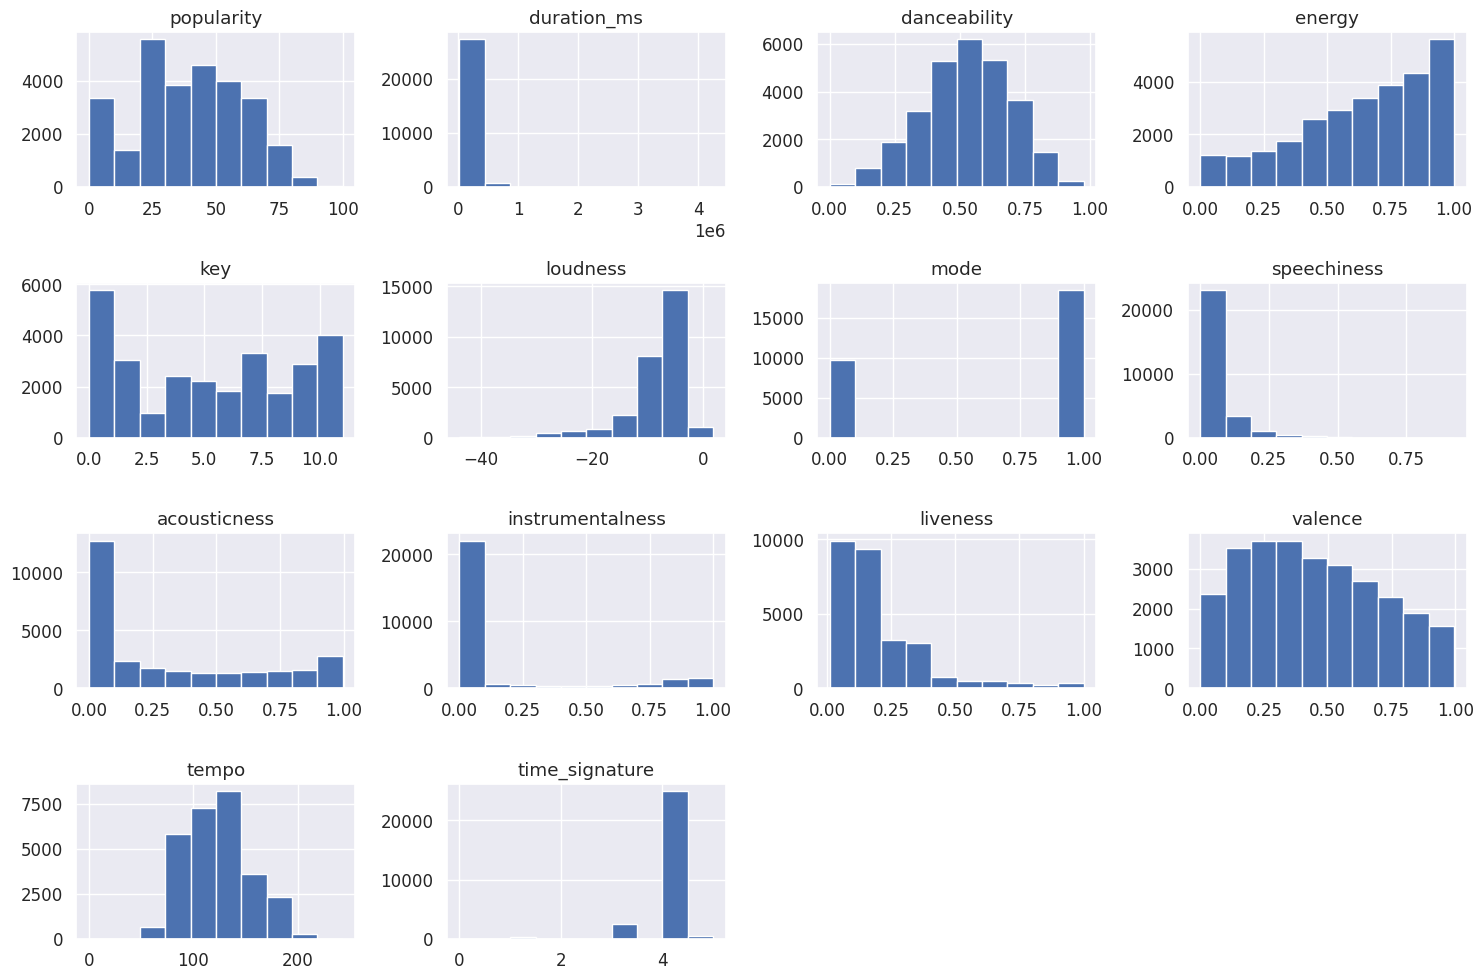 popularity
4000
2000
0
0 25 50 75 100
duration_ms
20000
10000
0
0 1 2 3 4
1e6
danceability
6000
4000
2000
0
0.00 0.25 0.50 0.75 1.00
energy
4000
2000
0
0.00 0.25 0.50 0.75 1.00
key
6000
4000
2000
0
0.0 2.5 5.0 7.5 10.0
loudness
15000
10000
5000
0
−40 −20 0
mode
15000
10000
5000
0
0.00 0.25 0.50 0.75 1.00
speechiness
20000
10000
0
0.00 0.25 0.50 0.75
acousticness
10000
5000
0
0.00 0.25 0.50 0.75 1.00
instrumentalness
20000
10000
0
0.00 0.25 0.50 0.75 1.00
liveness
10000
5000
0
0.00 0.25 0.50 0.75 1.00
valence
3000
2000
1000
0
0.00 0.25 0.50 0.75 1.00
tempo
7500
5000
2500
0
0 100 200
time_signature
20000
10000
0
0 2 4